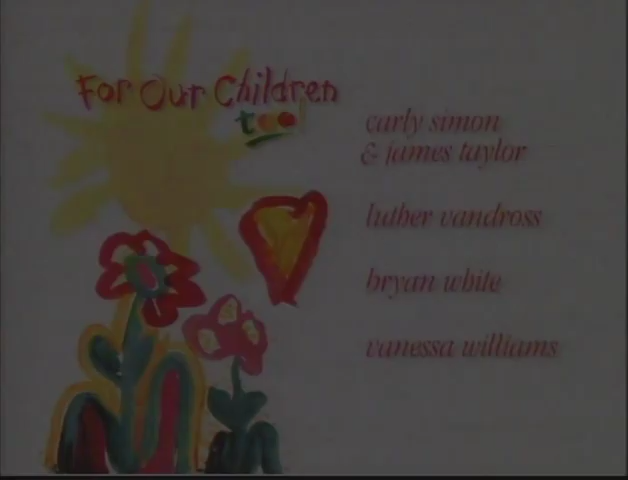 For Our Children
too!
carly simon
& james taylor
luther vandross
bryan white
vanessa williams